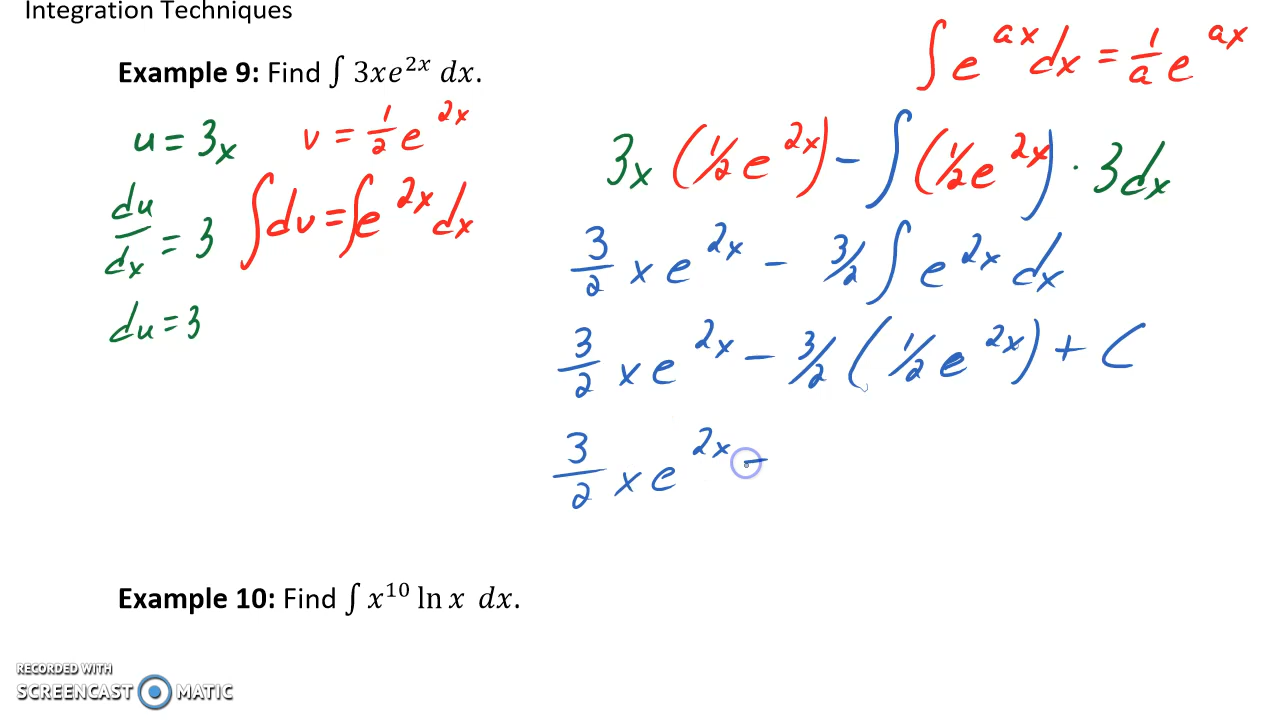 Integration Techniques
∫ e^{ax} dx = 1/a e^{ax}
Example 9: Find ∫ 3xe^{2x} dx.
u = 3x   v = 1/2 e^{2x}
du/dx = 3   ∫ dv = ∫ e^{2x} dx
du = 3
3x (1/2 e^{2x}) − ∫ (1/2 e^{2x}) · 3dx
3/2 x e^{2x} − 3/2 ∫ e^{2x} dx
3/2 x e^{2x} − 3/2 (1/2 e^{2x}) + C
3/2 x e^{2x} −
Example 10: Find ∫ x^{10} ln x dx.
RECORDED WITH
SCREENCAST MATIC